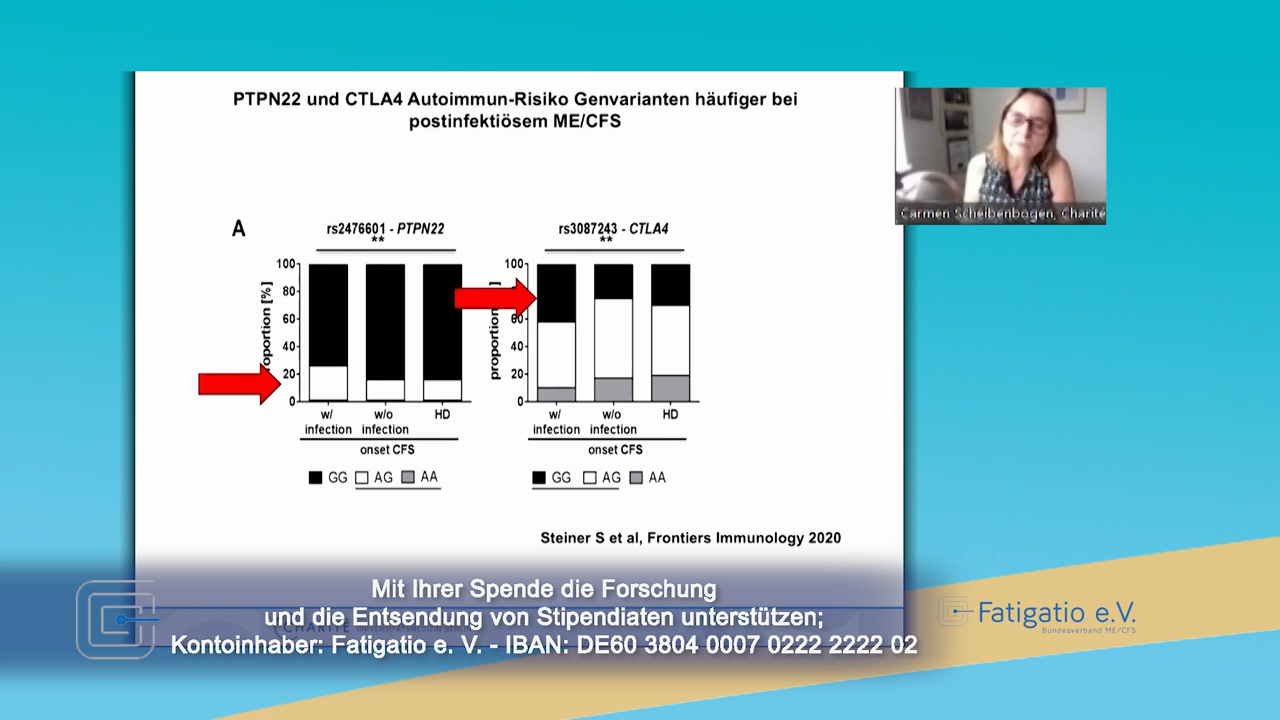 PTPN22 und CTLA4 Autoimmun-Risiko Genvarianten häufiger bei
postinfektiösem ME/CFS
Carmen Scheibenbogen, Charité
A
rs2476601 - PTPN22
**
100
80
60
40
20
0
w/
infection
w/o
infection
HD
onset CFS
GG AG AA
rs3087243 - CTLA4
**
proportion
100
60
40
20
0
w/
infection
w/o
infection
HD
onset CFS
GG AG AA
Steiner S et al, Frontiers Immunology 2020
Mit Ihrer Spende die Forschung
und die Entsendung von Stipendiaten unterstützen;
Kontoinhaber: Fatigatio e. V. - IBAN: DE60 3804 0007 0222 2222 02
Fatigatio e.V.
Bundesverband ME/CFS